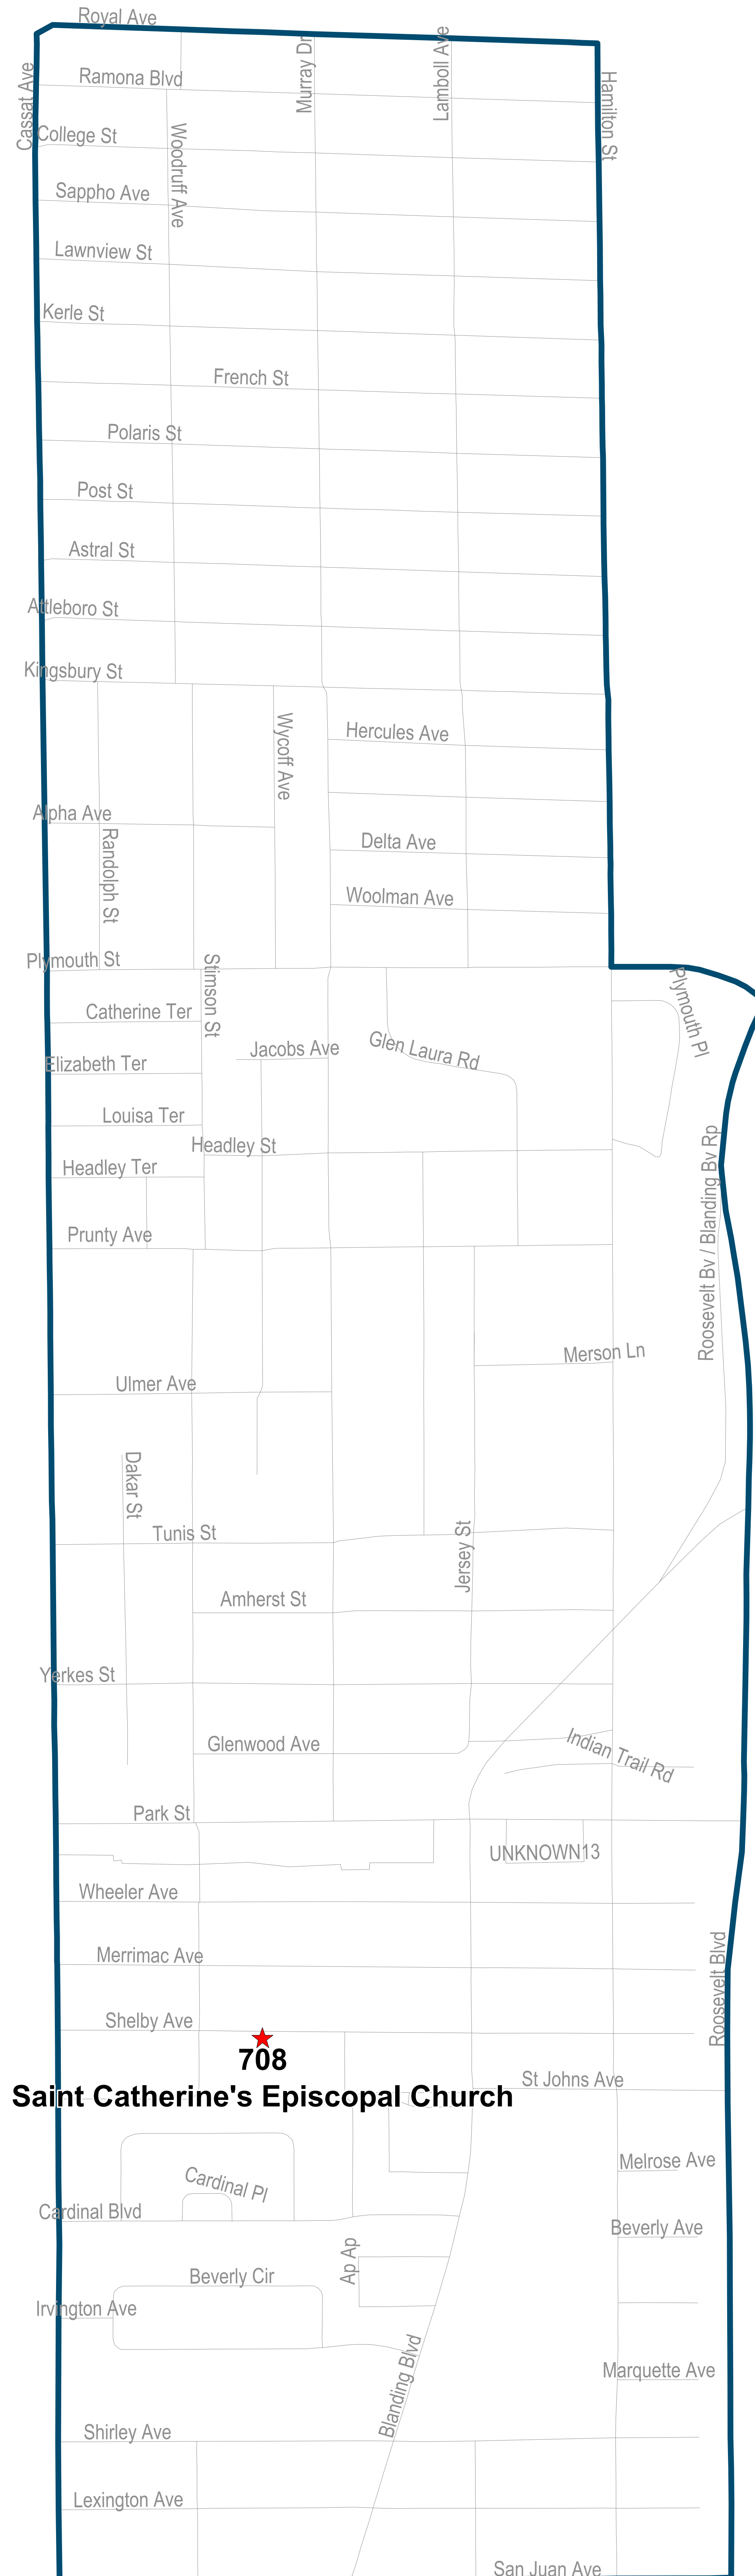 Royal Ave
Cassat Ave
Ramona Blvd
Murray Dr
Lamboll Ave
Hamilton St
College St
Woodruff Ave
Sappho Ave
Lawnview St
Kerle St
French St
Polaris St
Post St
Astral St
Attleboro St
Kingsbury St
Wycoff Ave
Hercules Ave
Alpha Ave
Randolph St
Delta Ave
Woolman Ave
Plymouth St
Stimson St
Plymouth Pl
Catherine Ter
Jacobs Ave
Glen Laura Rd
Elizabeth Ter
Louisa Ter
Headley St
Headley Ter
Roosevelt Bv / Blanding Bv Rp
Prunty Ave
Merson Ln
Ulmer Ave
Dakar St
Tunis St
Jersey St
Amherst St
Yerkes St
Glenwood Ave
Indian Trail Rd
Park St
UNKNOWN13
Wheeler Ave
Merrimac Ave
Roosevelt Blvd
Shelby Ave
708
St Johns Ave
Saint Catherine's Episcopal Church
Melrose Ave
Cardinal Pl
Cardinal Blvd
Beverly Ave
Ap Ap
Beverly Cir
Irvington Ave
Blanding Blvd
Marquette Ave
Shirley Ave
Lexington Ave
San Juan Ave